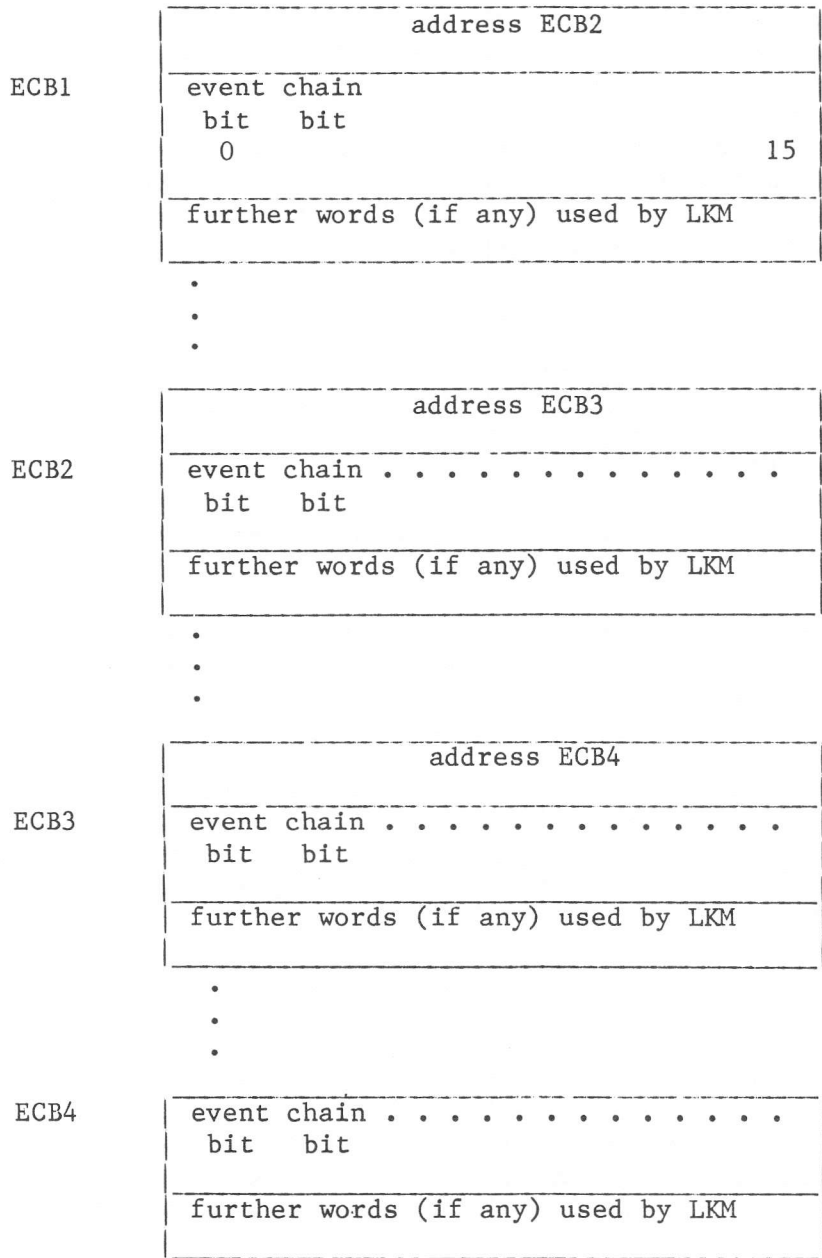 address ECB2
ECB1 event chain
bit bit
0 15
further words (if any) used by LKM
.
.
.
address ECB3
ECB2 event chain . . . . . . . . . . . . .
bit bit
further words (if any) used by LKM
.
.
.
address ECB4
ECB3 event chain . . . . . . . . . . . . .
bit bit
further words (if any) used by LKM
.
.
.
ECB4 event chain . . . . . . . . . . . . .
bit bit
further words (if any) used by LKM